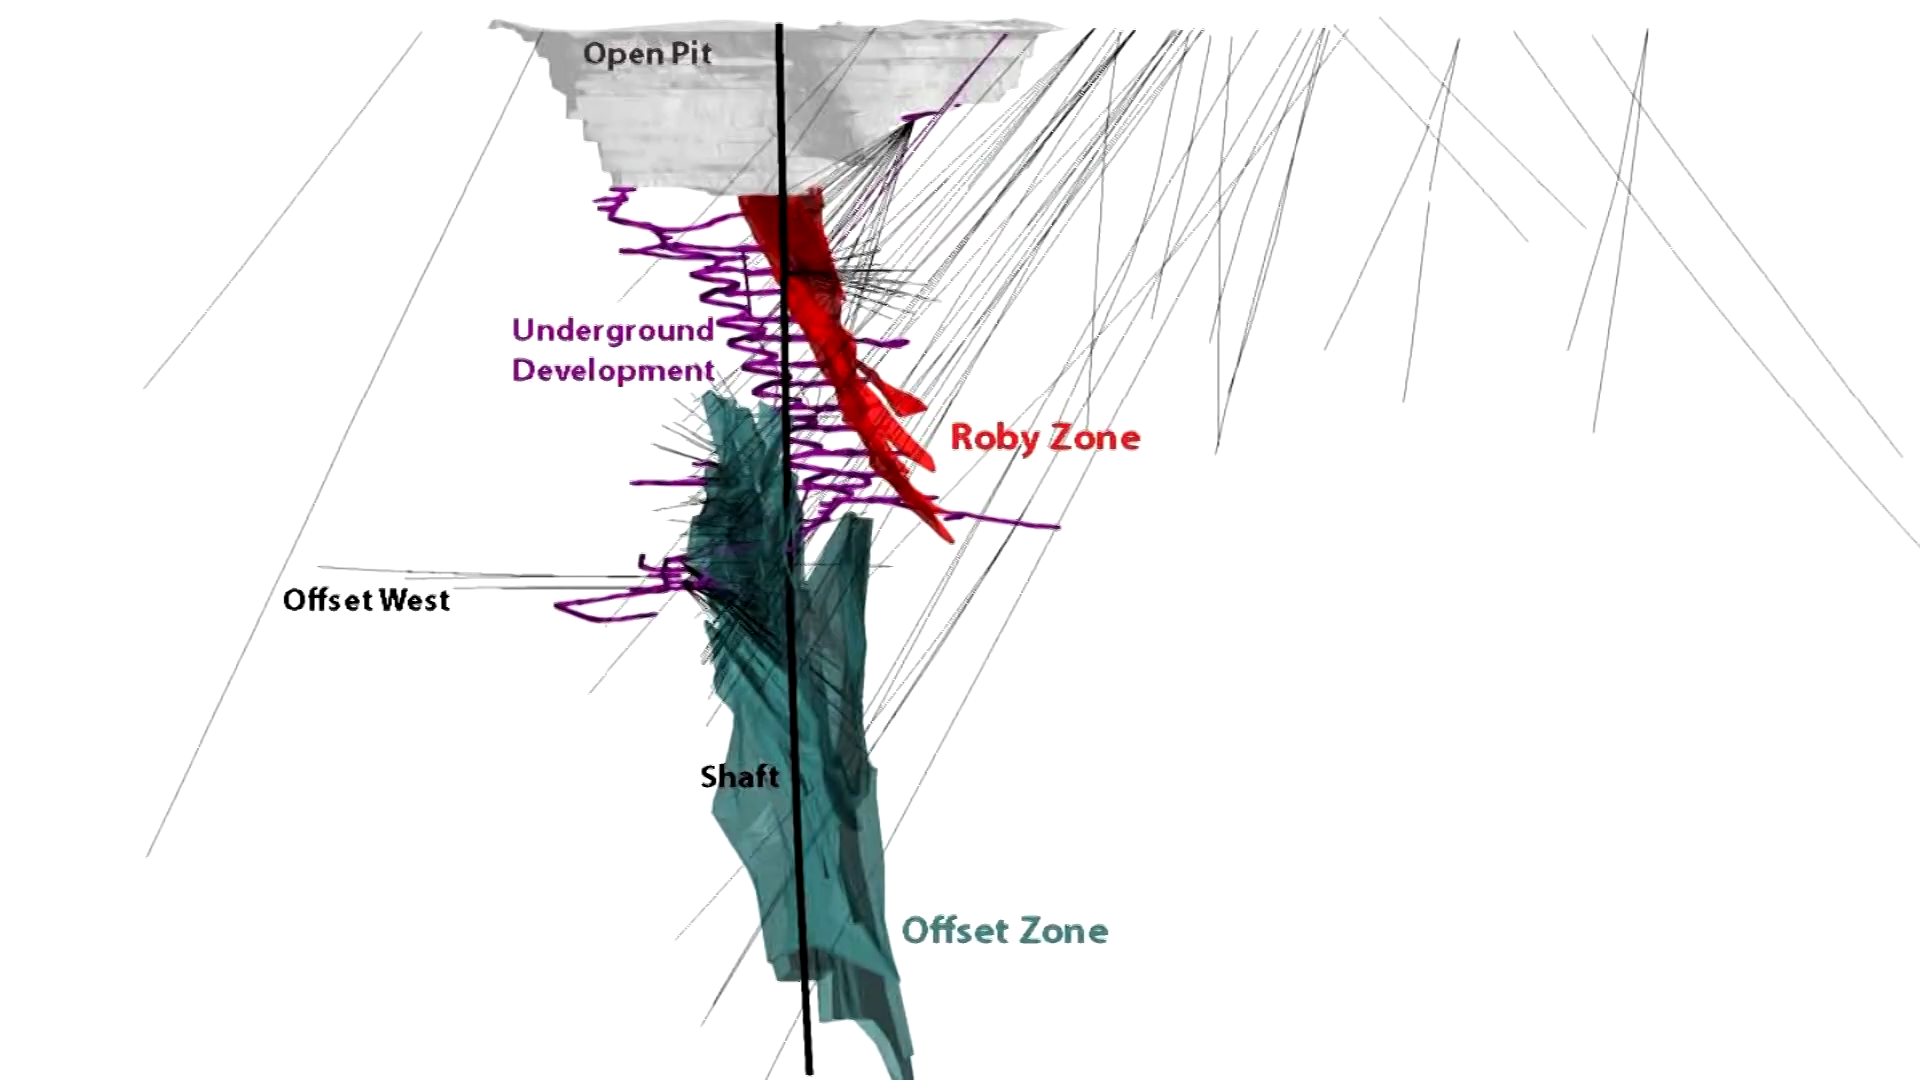 Open Pit
Underground
Development
Roby Zone
Offset West
Shaft
Offset Zone